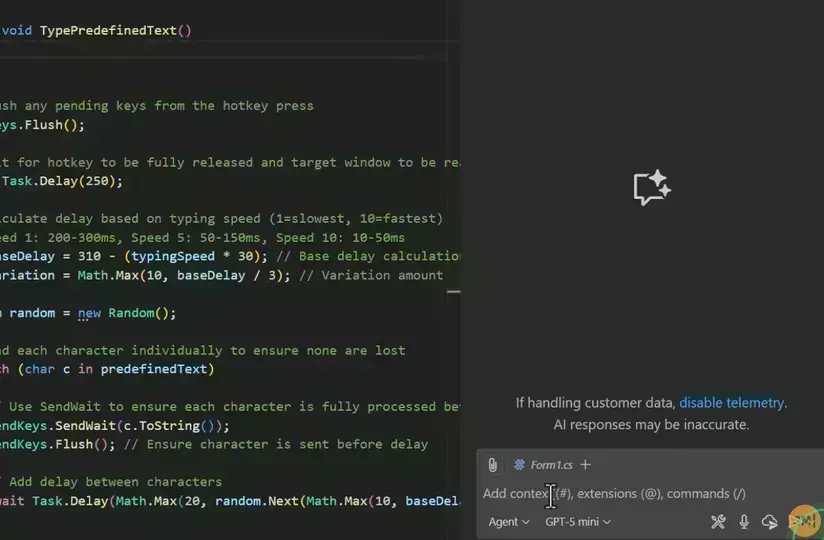 void TypePredefinedText()
ush any pending keys from the hotkey press
eys.Flush();
it for hotkey to be fully released and target window to be rea
Task.Delay(250);
lculate delay based on typing speed (1=slowest, 10=fastest)
eed 1: 200-300ms, Speed 5: 50-150ms, Speed 10: 10-50ms
aseDelay = 310 - (typingSpeed * 30); // Base delay calculation
ariation = Math.Max(10, baseDelay / 3); // Variation amount
m random = new Random();
nd each character individually to ensure none are lost
ch (char c in predefinedText)
/ Use SendWait to ensure each character is fully processed be
endKeys.SendWait(c.ToString());
endKeys.Flush(); // Ensure character is sent before delay
/ Add delay between characters
wait Task.Delay(Math.Max(20, random.Next(Math.Max(10, baseDela
If handling customer data, disable telemetry.
AI responses may be inaccurate.
# Form1.cs +
Add context (#), extensions (@), commands (/)
Agent GPT-5 mini